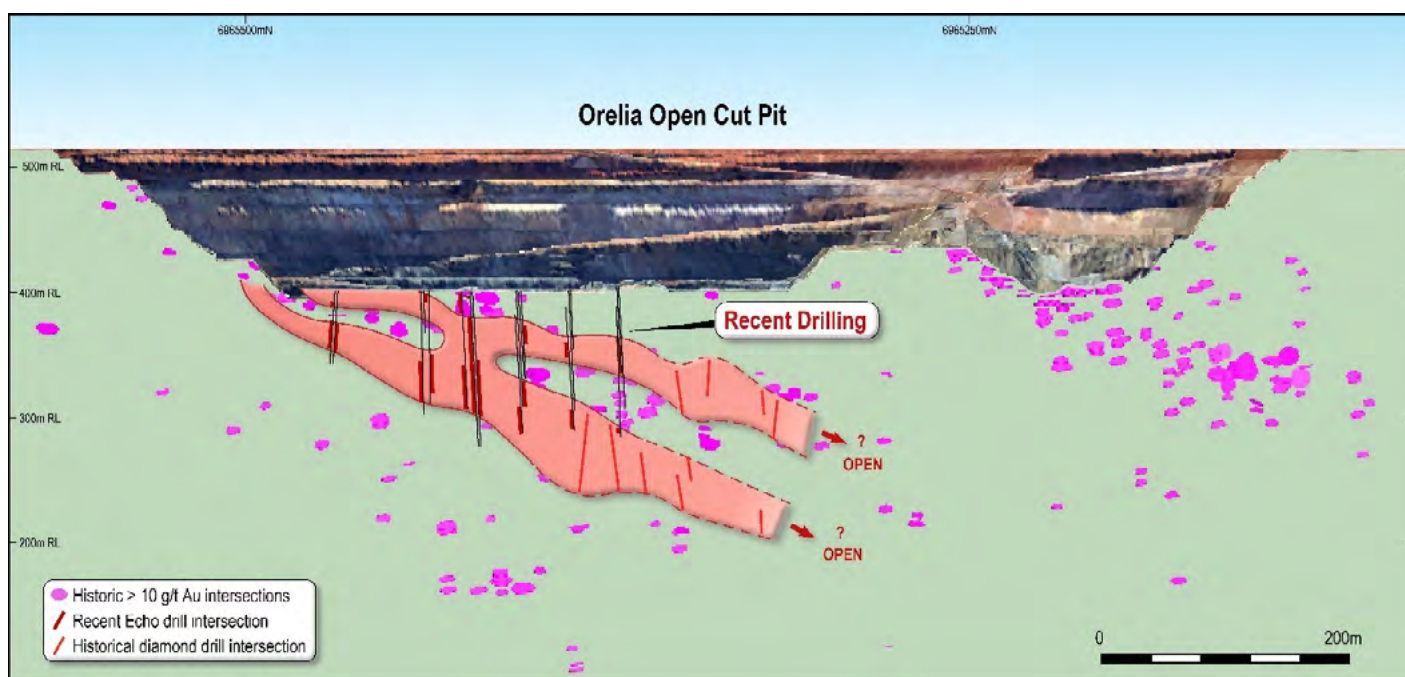 6965500mN
6965250mN
Orelia Open Cut Pit
500m RL
400m RL
Recent Drilling
300m RL
?
OPEN
200m RL
?
OPEN
Historic > 10 g/t Au intersections
Recent Echo drill intersection
Historical diamond drill intersection
0
200m